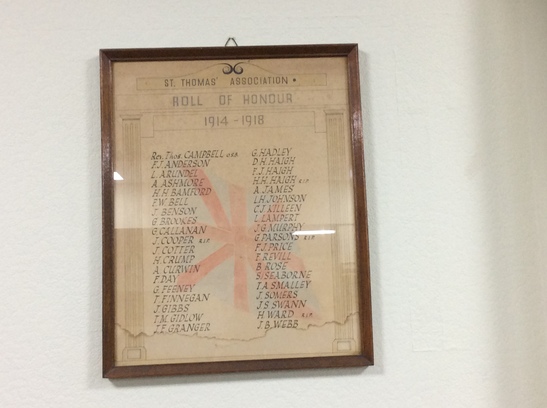 ST. THOMAS' ASSOCIATION
ROLL OF HONOUR
1914-1918
Rev. Thos. CAMPBELL O.S.B.
F.J. ANDERSON
L. ARUNDEL
A. ASHMORE
H.H. BAMFORD
F.W. BELL
J. BENSON
G. BROOKES
G. CALLANAN
J. COOPER R.I.P.
J. COTTER
H. CRUMP
A. CURWIN
F. DAY
G. FEENEY
T. FINNEGAN
J. GIBBS
T.M. GIDLOW
J.E. GRANGER
G. HADLEY
D.H. HAIGH
F.J. HAIGH
H.H. HAIGH R.I.P.
A. JAMES
L.H. JOHNSON
C.J. KILLEEN
L. LAMPERT
J.G. MURPHY
G. PARSONS R.I.P.
F.J. PRICE
F. REVILL
B. ROSE
S. SEABORNE
T.A. SMALLEY
J. SOMERS
J.S. SWANN
H. WARD R.I.P.
J.B. WEBB